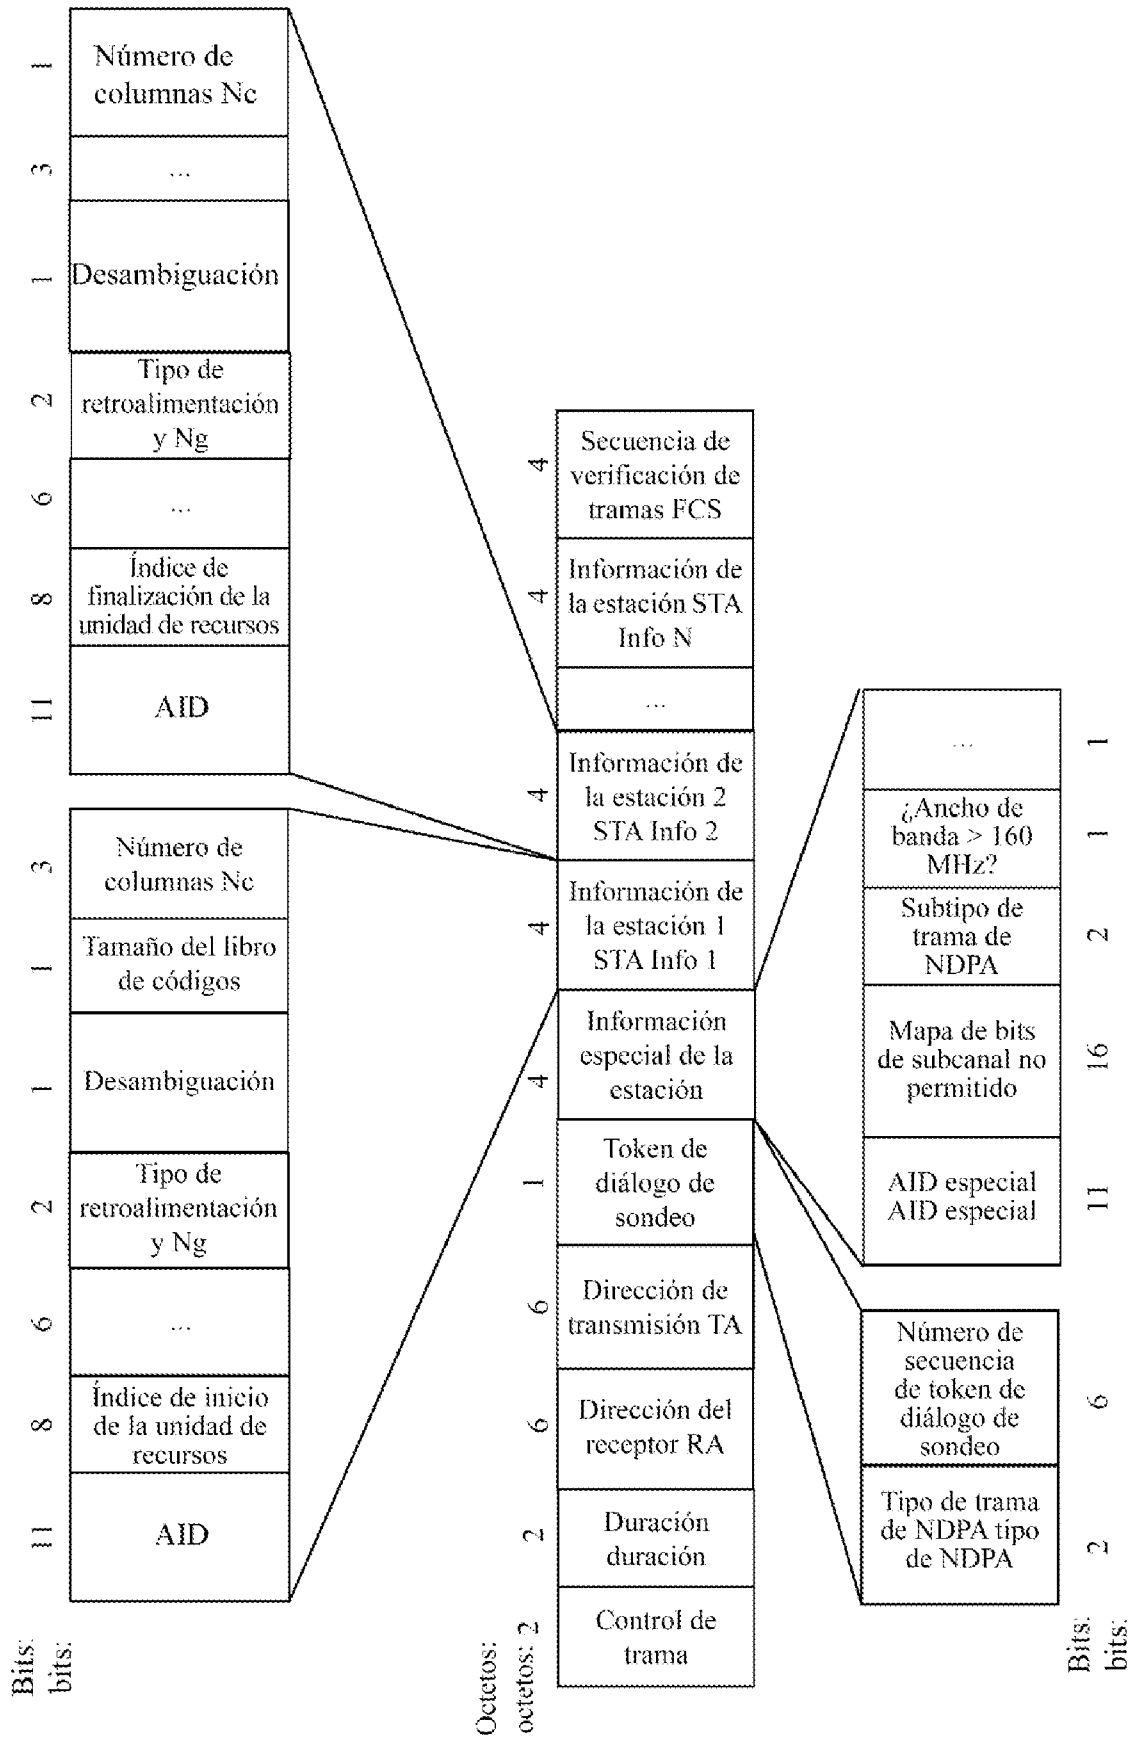 1
Número de
columnas Nc
3
...
1
Desambiguación
2
Tipo de
retroalimentación
y Ng
6
...
8
Índice de
finalización de la
unidad de recursos
11
AID
3
Número de
columnas Nc
1
Tamaño del libro
de códigos
1
Desambiguación
2
Tipo de
retroalimentación
y Ng
6
...
8
Índice de inicio
de la unidad de
recursos
11
AID
Bits:
bits:
4
Secuencia de
verificación de
tramas FCS
4
Información de
la estación STA
Info N
...
4
Información de
la estación 2
STA Info 2
4
Información de
la estación 1
STA Info 1
4
Información
especial de la
estación
1
Token de
diálogo de
sondeo
6
Dirección de
transmisión TA
6
Dirección del
receptor RA
2
Duración
duración
Control de
trama
Octetos:
octetos: 2
...
1
¿Ancho de
banda > 160
MHz?
1
Subtipo de
trama de
NDPA
2
Mapa de bits
de subcanal no
permitido
16
AID especial
AID especial
11
Número de
secuencia
de token de
diálogo de
sondeo
6
Tipo de trama
de NDPA tipo
de NDPA
2
Bits:
bits: